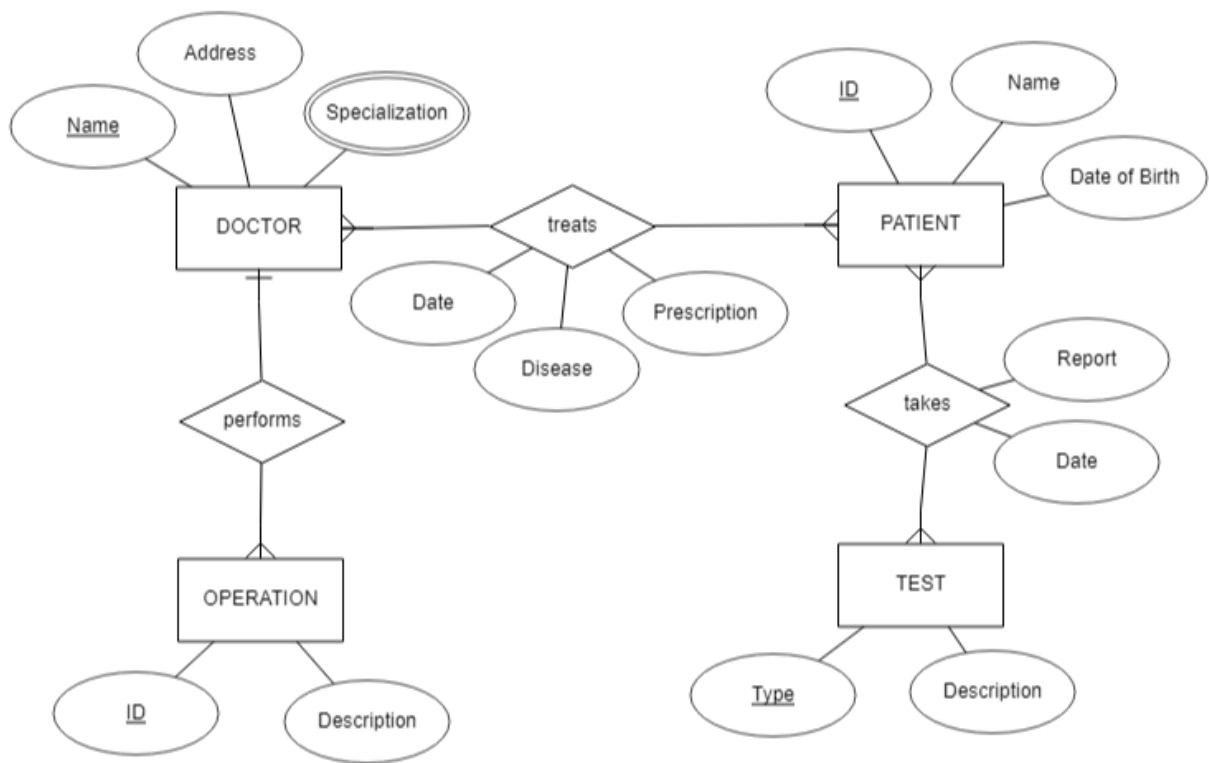 Address
ID
Name
Specialization
Name
Date of Birth
DOCTOR
treats
PATIENT
Date
Prescription
Disease
Report
takes
performs
Date
OPERATION
TEST
ID
Description
Type
Description